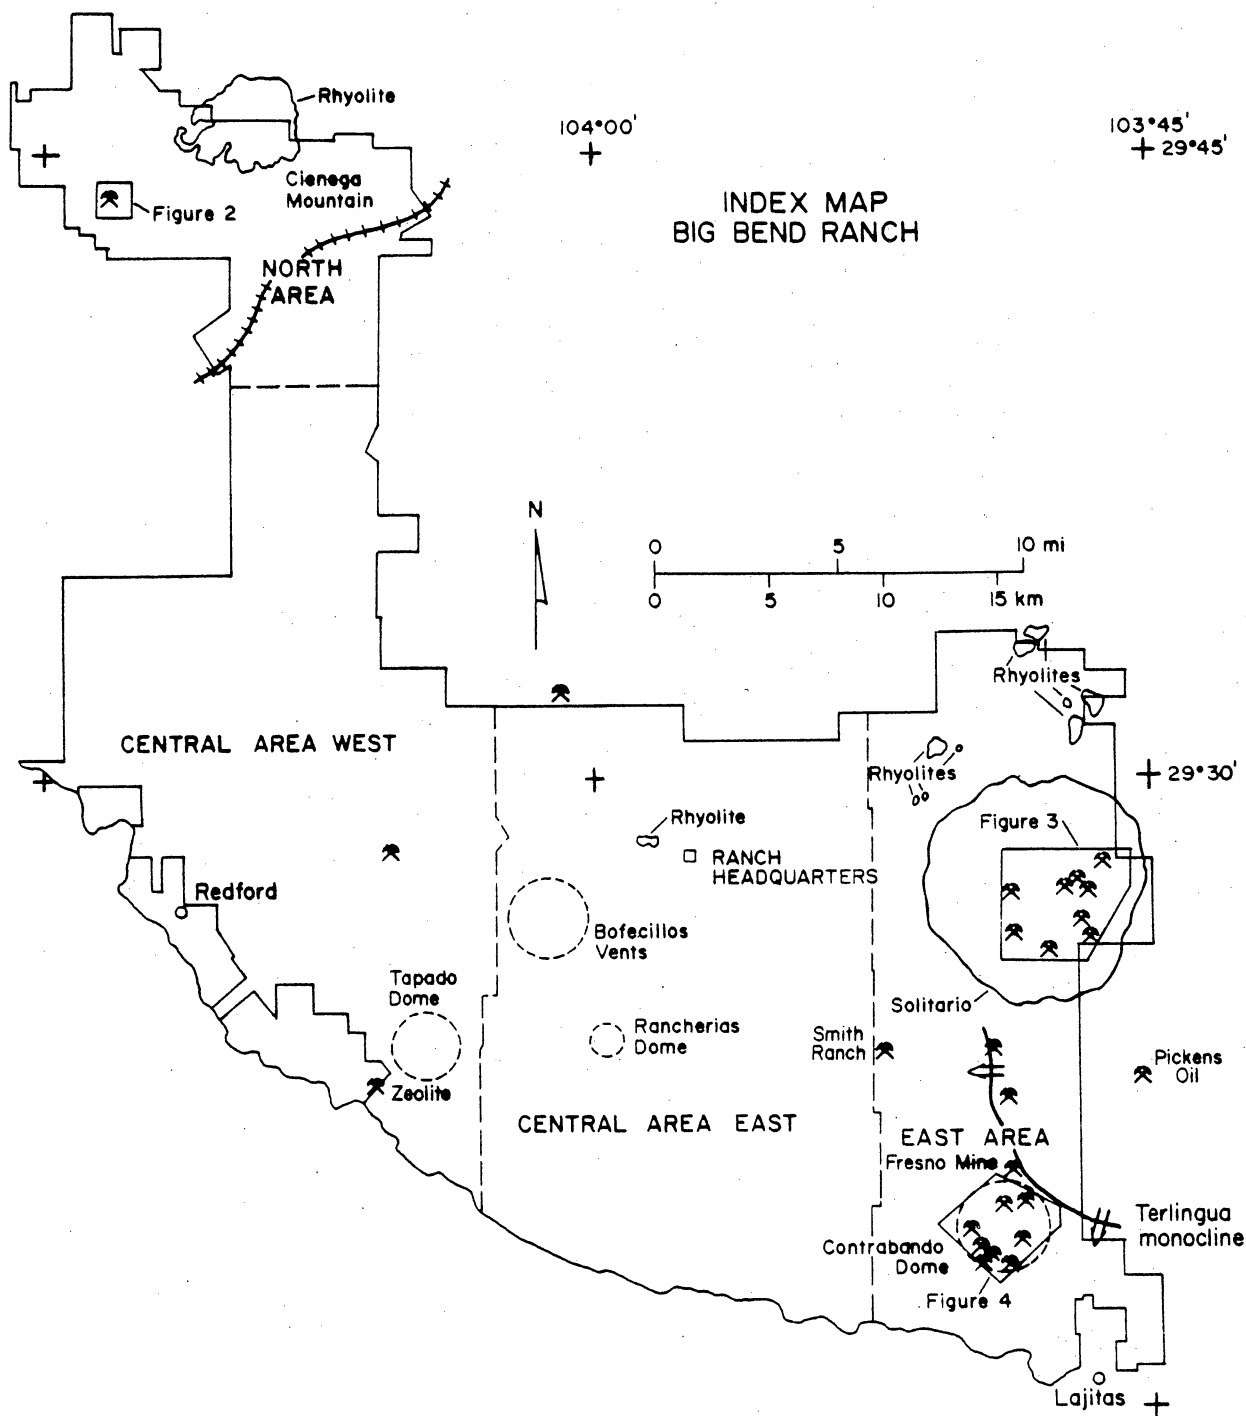 Rhyolite
104°00'
103°45'
29°45'
Cienega
Mountain
Figure 2
INDEX MAP
BIG BEND RANCH
NORTH
AREA
N
0 5 10 mi
0 5 10 15 km
Rhyolites
CENTRAL AREA WEST
Rhyolites
29°30'
Rhyolite
Figure 3
RANCH
HEADQUARTERS
Redford
Bofecillos
Vents
Tapado
Dome
Solitario
Rancherias
Dome
Smith
Ranch
Pickens
Oil
Zeolite
CENTRAL AREA EAST
EAST AREA
Fresno Mine
Terlingua
monocline
Contrabando
Dome
Figure 4
Lajitas